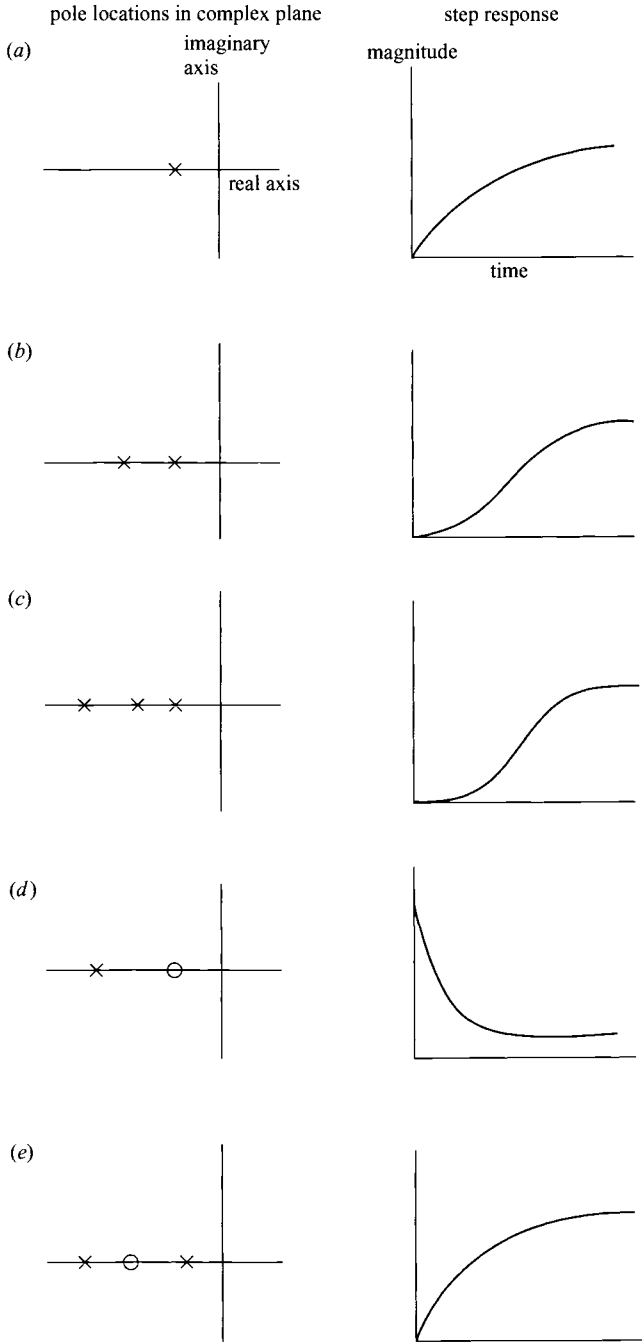 pole locations in complex plane
step response
(a)
imaginary
axis
real axis
magnitude
time
(b)
(c)
(d)
(e)